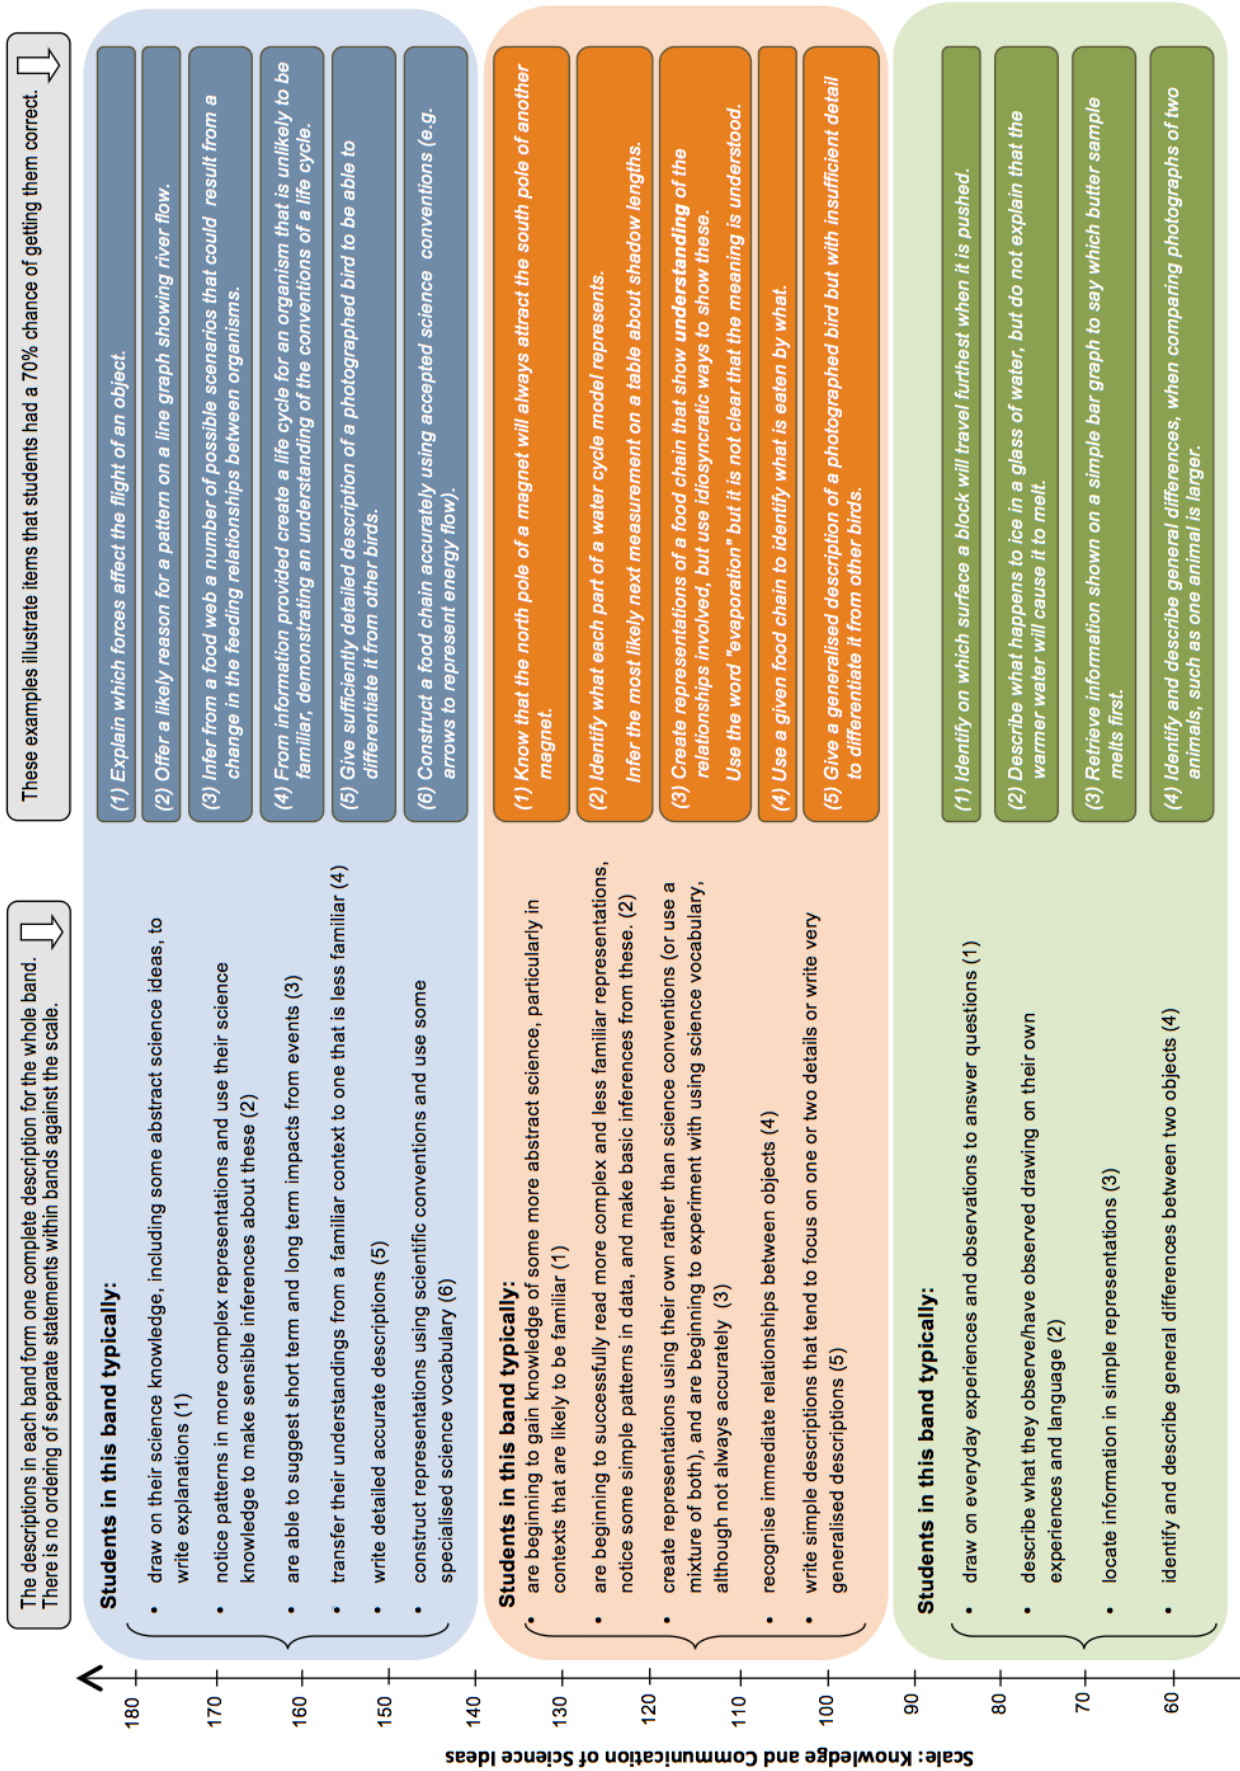 The descriptions in each band form one complete description for the whole band.
There is no ordering of separate statements within bands against the scale.
These examples illustrate items that students had a 70% chance of getting them correct.
Scale: Knowledge and Communication of Science Ideas
180
170
160
150
140
130
120
110
100
90
80
70
60
Students in this band typically:
• draw on their science knowledge, including some abstract science ideas, to
write explanations (1)
• notice patterns in more complex representations and use their science
knowledge to make sensible inferences about these (2)
• are able to suggest short term and long term impacts from events (3)
• transfer their understandings from a familiar context to one that is less familiar (4)
• write detailed accurate descriptions (5)
• construct representations using scientific conventions and use some
specialised science vocabulary (6)
(1) Explain which forces affect the flight of an object.
(2) Offer a likely reason for a pattern on a line graph showing river flow.
(3) Infer from a food web a number of possible scenarios that could result from a
change in the feeding relationships between organisms.
(4) From information provided create a life cycle for an organism that is unlikely to be
familiar, demonstrating an understanding of the conventions of a life cycle.
(5) Give sufficiently detailed description of a photographed bird to be able to
differentiate it from other birds.
(6) Construct a food chain accurately using accepted science conventions (e.g.
arrows to represent energy flow).
Students in this band typically:
• are beginning to gain knowledge of some more abstract science, particularly in
contexts that are likely to be familiar (1)
• are beginning to successfully read more complex and less familiar representations,
notice some simple patterns in data, and make basic inferences from these. (2)
• create representations using their own rather than science conventions (or use a
mixture of both), and are beginning to experiment with using science vocabulary,
although not always accurately (3)
• recognise immediate relationships between objects (4)
• write simple descriptions that tend to focus on one or two details or write very
generalised descriptions (5)
(1) Know that the north pole of a magnet will always attract the south pole of another
magnet.
(2) Identify what each part of a water cycle model represents.
Infer the most likely next measurement on a table about shadow lengths.
(3) Create representations of a food chain that show understanding of the
relationships involved, but use idiosyncratic ways to show these.
Use the word "evaporation" but it is not clear that the meaning is understood.
(4) Use a given food chain to identify what is eaten by what.
(5) Give a generalised description of a photographed bird but with insufficient detail
to differentiate it from other birds.
Students in this band typically:
• draw on everyday experiences and observations to answer questions (1)
• describe what they observe/have observed drawing on their own
experiences and language (2)
• locate information in simple representations (3)
• identify and describe general differences between two objects (4)
(1) Identify on which surface a block will travel furthest when it is pushed.
(2) Describe what happens to ice in a glass of water, but do not explain that the
warmer water will cause it to melt.
(3) Retrieve information shown on a simple bar graph to say which butter sample
melts first.
(4) Identify and describe general differences, when comparing photographs of two
animals, such as one animal is larger.